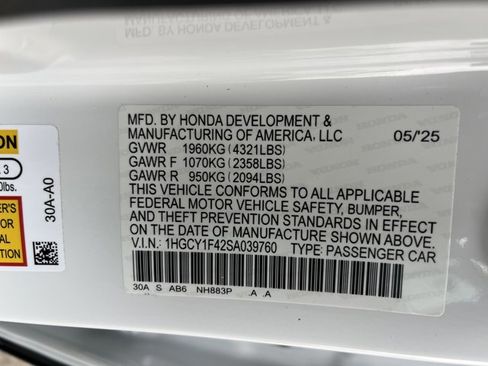 MFD. BY HONDA DEVELOPMENT &
MANUFACTURING OF AMERICA, LLC 05/'25
GVWR 1960KG (4321LBS)
GAWR F 1070KG (2358LBS)
GAWR R 950KG (2094LBS)
THIS VEHICLE CONFORMS TO ALL APPLICABLE
FEDERAL MOTOR VEHICLE SAFETY, BUMPER,
AND THEFT PREVENTION STANDARDS IN EFFECT
ON THE DATE OF MANUFACTURE SHOWN ABOVE.
V.I.N.: 1HGCY1F42SA039760 TYPE: PASSENGER CAR
30A S AB6 NH883P .A .A
30A-A0
3